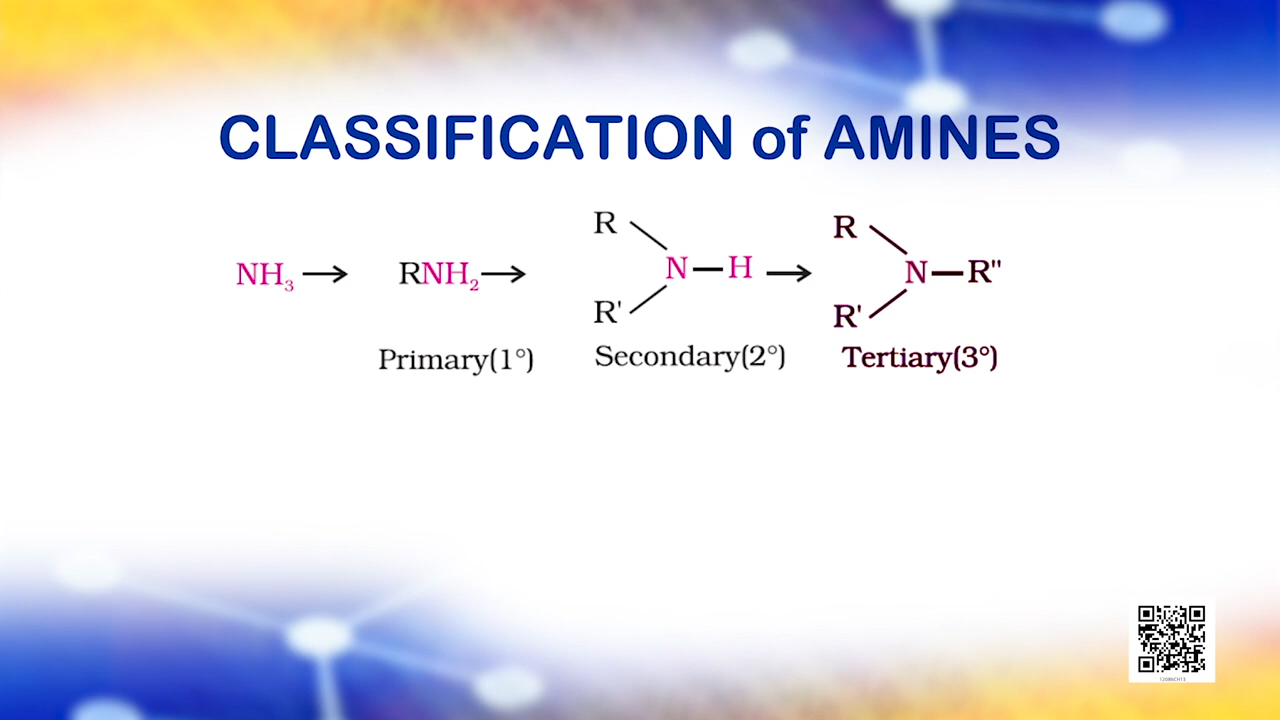 CLASSIFICATION of AMINES
NH₃ → RNH₂ → R R' N—H → R R' N—R"
Primary(1°) Secondary(2°) Tertiary(3°)